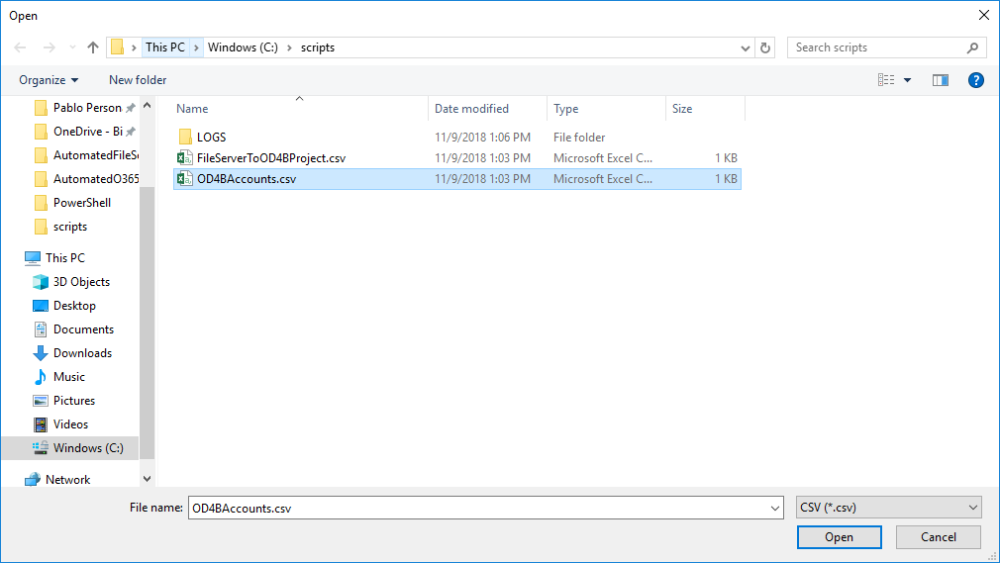 Open
This PC > Windows (C:) > scripts
Search scripts
Organize New folder
Name Date modified Type Size
Pablo Person
OneDrive - Bi
AutomatedFileSe
AutomatedO365
PowerShell
scripts
This PC
3D Objects
Desktop
Documents
Downloads
Music
Pictures
Videos
Windows (C:)
Network
LOGS 11/9/2018 1:06 PM File folder
FileServerToOD4BProject.csv 11/9/2018 1:03 PM Microsoft Excel C... 1 KB
OD4BAccounts.csv 11/9/2018 1:03 PM Microsoft Excel C... 1 KB
File name: OD4BAccounts.csv CSV (*.csv)
Open Cancel